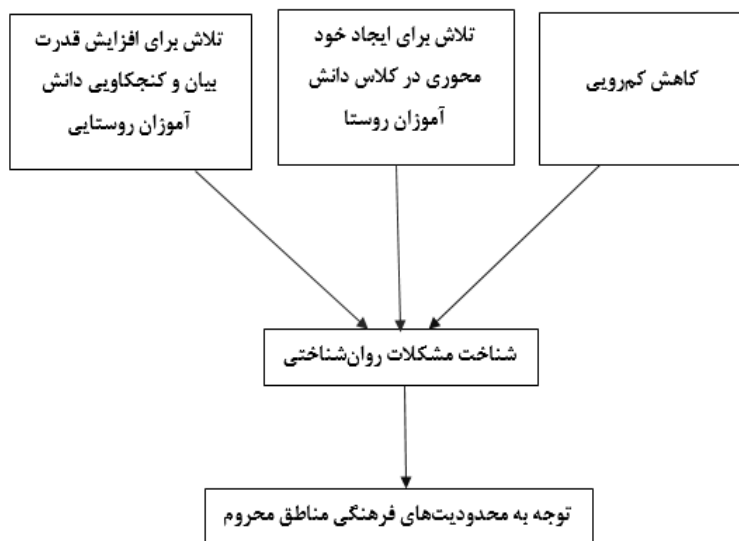 کاهش کم‌رویی
تلاش برای ایجاد خود
محوری در کلاس دانش
آموزان روستا
تلاش برای افزایش قدرت
بیان و کنجکاویی دانش
آموزان روستایی
شناخت مشکلات روان‌شناختی
توجه به محدودیت‌های فرهنگی مناطق محروم